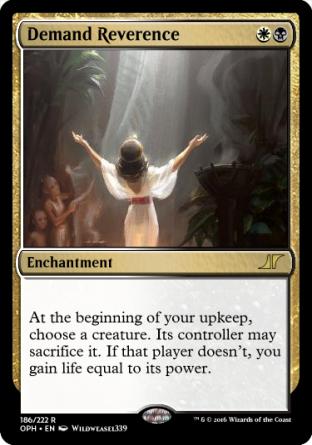 Demand Reverence
Enchantment
At the beginning of your upkeep,
choose a creature. Its controller may
sacrifice it. If that player doesn't, you
gain life equal to its power.
186/222 R
OPH • EN WILDWEASEL339
™ & © 2016 Wizards of the Coast